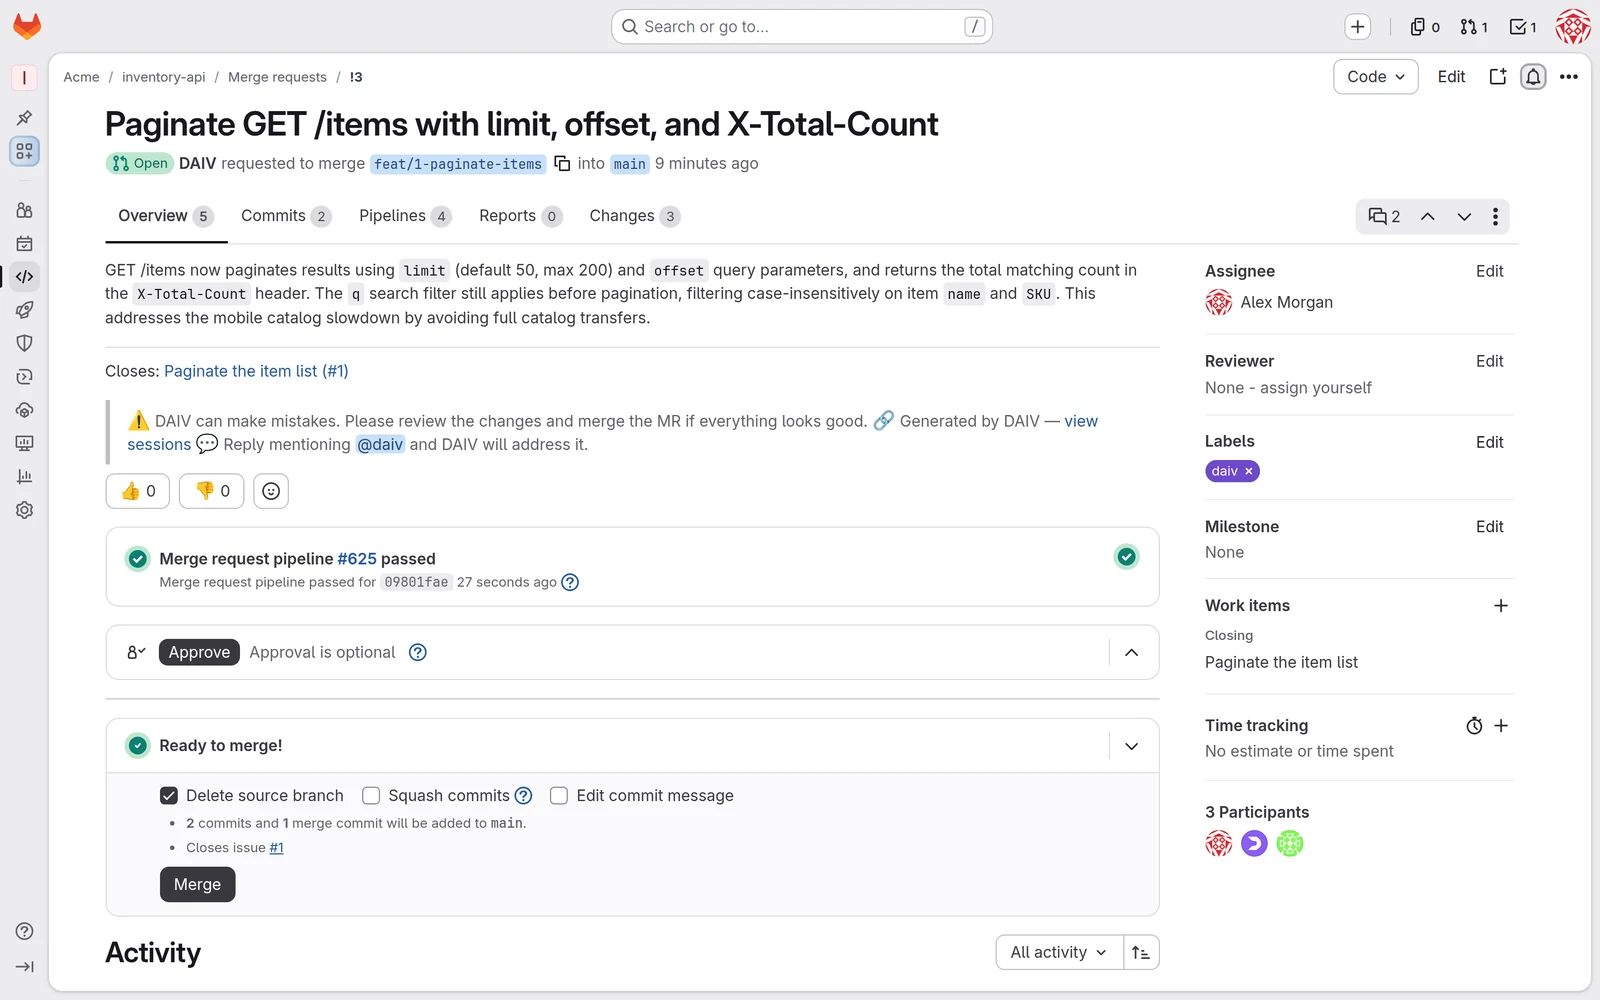 Search or go to...
/
0
1
1
I
Acme / inventory-api / Merge requests / !3
Code
Edit
Paginate GET /items with limit, offset, and X-Total-Count
Open DAIV requested to merge feat/1-paginate-items into main 9 minutes ago
Overview 5
Commits 2
Pipelines 4
Reports 0
Changes 3
2
GET /items now paginates results using limit (default 50, max 200) and offset query parameters, and returns the total matching count in
the X-Total-Count header. The q search filter still applies before pagination, filtering case-insensitively on item name and SKU. This
addresses the mobile catalog slowdown by avoiding full catalog transfers.
Closes: Paginate the item list (#1)
⚠️ DAIV can make mistakes. Please review the changes and merge the MR if everything looks good. 🔗 Generated by DAIV — view
sessions 💬 Reply mentioning @daiv and DAIV will address it.
👍 0
👎 0
Merge request pipeline #625 passed
Merge request pipeline passed for 09801fae 27 seconds ago
Approve Approval is optional
Ready to merge!
Delete source branch
Squash commits
Edit commit message
• 2 commits and 1 merge commit will be added to main.
• Closes issue #1
Merge
Activity
All activity
Assignee
Edit
Alex Morgan
Reviewer
Edit
None - assign yourself
Labels
Edit
daiv ×
Milestone
Edit
None
Work items
Closing
Paginate the item list
Time tracking
No estimate or time spent
3 Participants